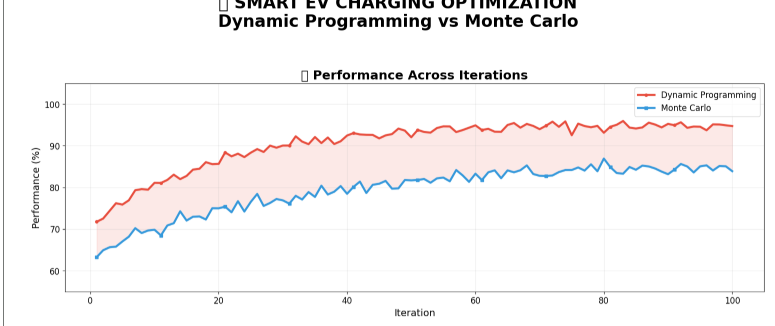 SMART EV CHARGING OPTIMIZATION
Dynamic Programming vs Monte Carlo
Performance Across Iterations
Dynamic Programming
Monte Carlo
Performance (%)
100
90
80
70
60
0 20 40 60 80 100
Iteration